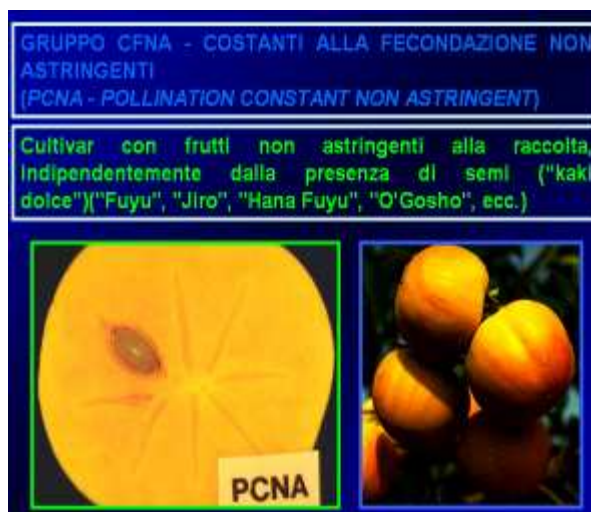 GRUPPO CFNA - COSTANTI ALLA FECONDAZIONE NON
ASTRINGENTI
(PCNA - POLLINATION CONSTANT NON ASTRINGENT)
Cultivar con frutti non astringenti alla raccolta,
indipendentemente dalla presenza di semi ("kaki
dolce")("Fuyu", "Jiro", "Hana Fuyu", "O'Gosho", ecc.)
PCNA